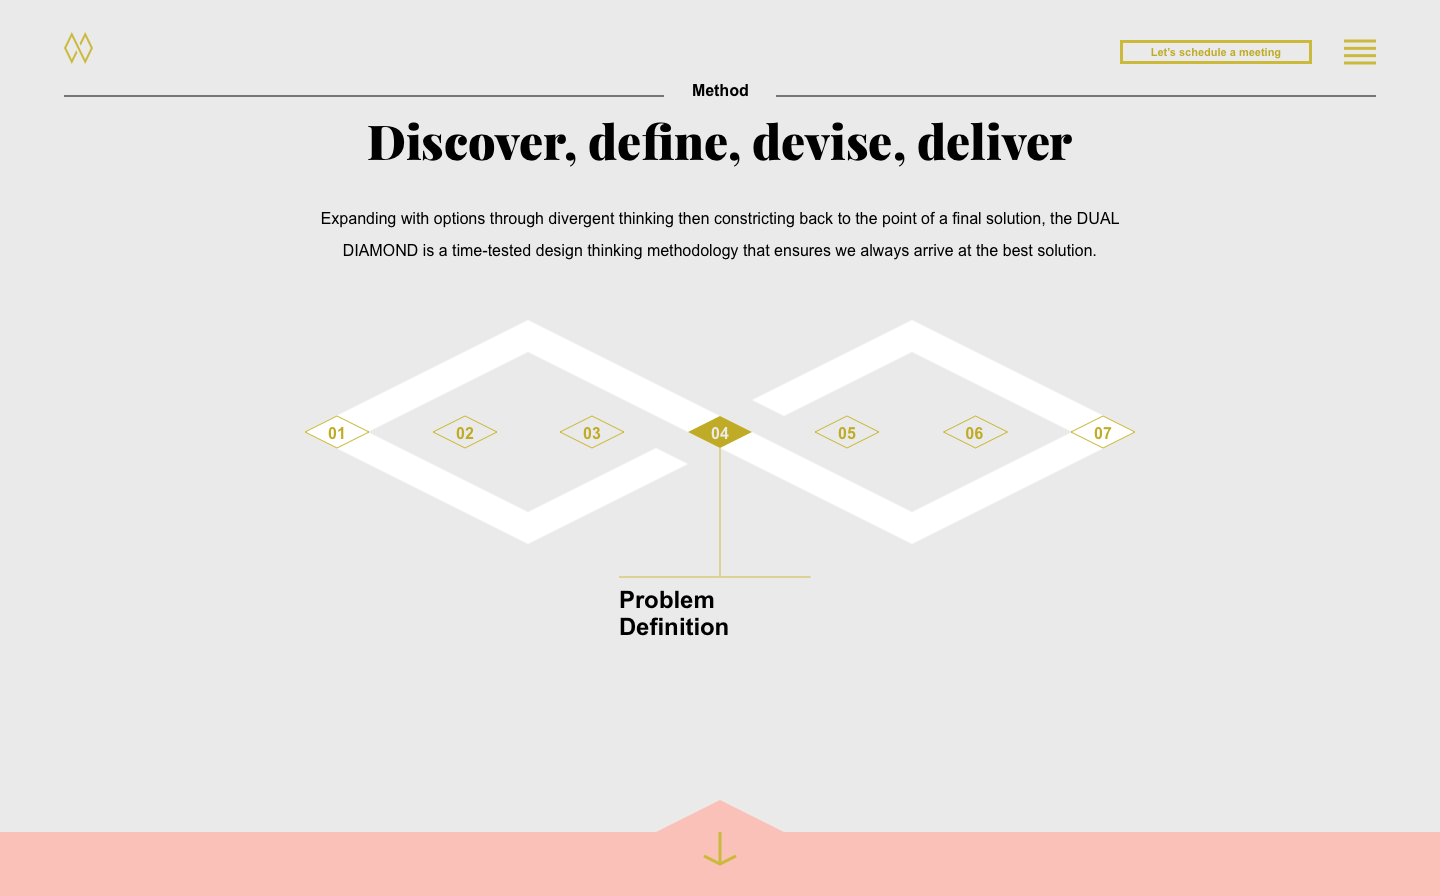 Let's schedule a meeting
Method
Discover, define, devise, deliver
Expanding with options through divergent thinking then constricting back to the point of a final solution, the DUAL
DIAMOND is a time-tested design thinking methodology that ensures we always arrive at the best solution.
01 02 03 04 05 06 07
Problem
Definition